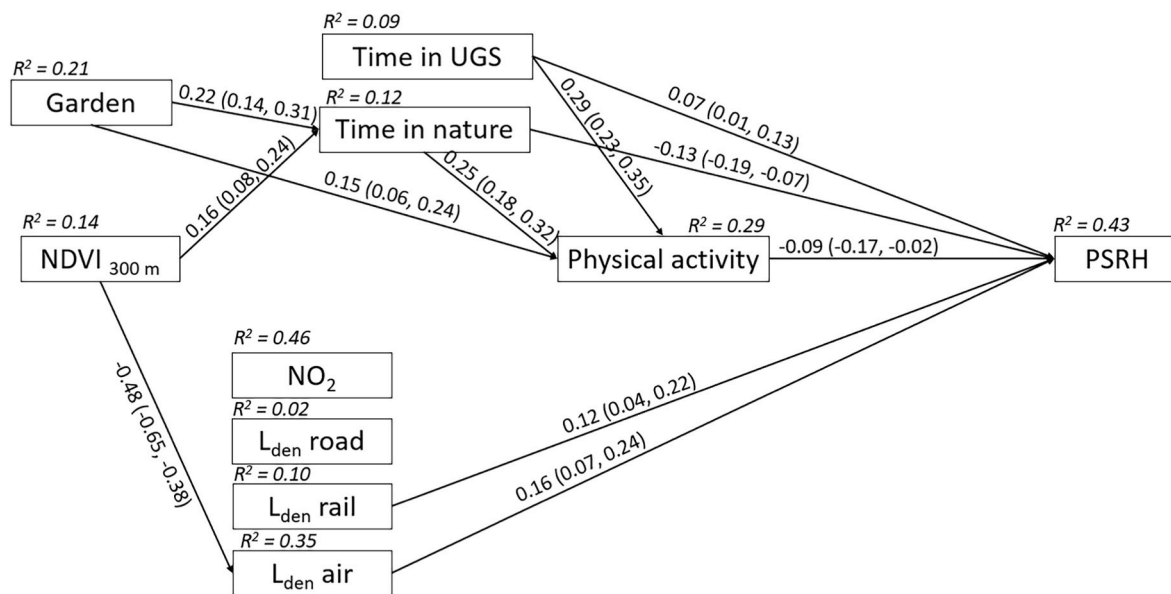 R² = 0.09
Time in UGS
R² = 0.21
Garden
0.22 (0.14, 0.31)
R² = 0.12
Time in nature
0.29 (0.23, 0.35)
0.07 (0.01, 0.13)
-0.13 (-0.19, -0.07)
0.16 (0.08, 0.24)
0.15 (0.06, 0.24)
0.25 (0.18, 0.32)
R² = 0.14
NDVI 300 m
R² = 0.29
Physical activity
-0.09 (-0.17, -0.02)
R² = 0.43
PSRH
-0.48 (-0.65, -0.38)
R² = 0.46
NO₂
R² = 0.02
Lden road
R² = 0.10
Lden rail
0.12 (0.04, 0.22)
R² = 0.35
Lden air
0.16 (0.07, 0.24)